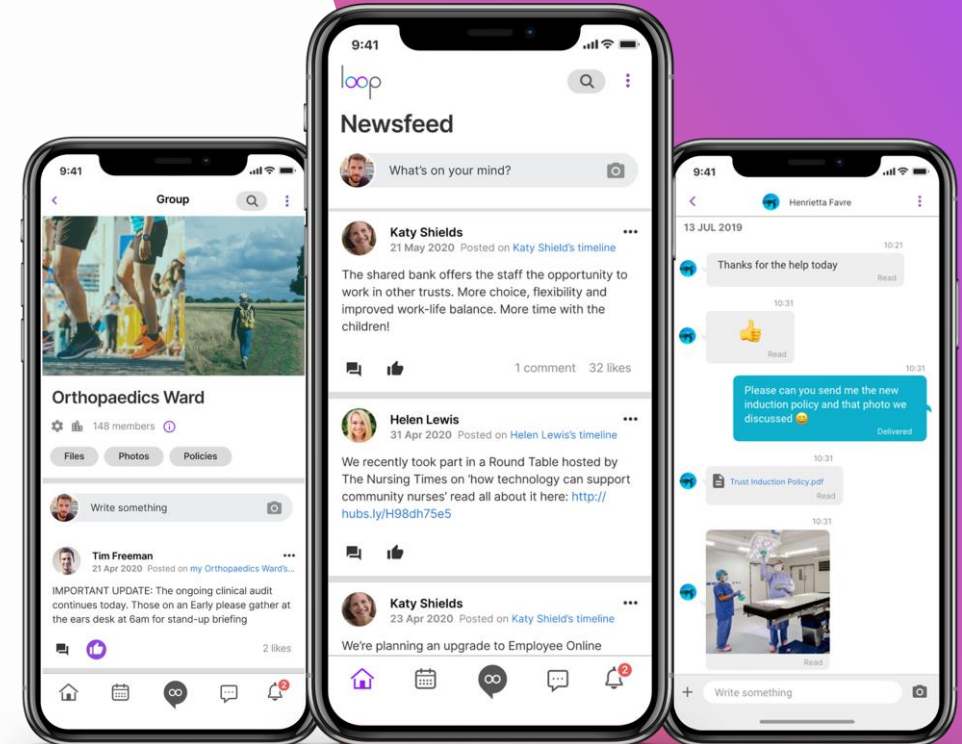 9:41
Group
Orthopaedics Ward
148 members
Files Photos Policies
Write something
Tim Freeman
21 Apr 2020 Posted on my Orthopaedics Ward's...
IMPORTANT UPDATE: The ongoing clinical audit
continues today. Those on an Early please gather at
the ears desk at 6am for stand-up briefing
2 likes
2
9:41
loop
Newsfeed
What's on your mind?
Katy Shields
21 May 2020 Posted on Katy Shield's timeline
The shared bank offers the staff the opportunity to
work in other trusts. More choice, flexibility and
improved work-life balance. More time with the
children!
1 comment 32 likes
Helen Lewis
31 Apr 2020 Posted on Helen Lewis's timeline
We recently took part in a Round Table hosted by
The Nursing Times on 'how technology can support
community nurses' read all about it here: http://
hubs.ly/H98dh75e5
Katy Shields
23 Apr 2020 Posted on Katy Shield's timeline
We're planning an upgrade to Employee Online
2
9:41
Henrietta Favre
13 JUL 2019
10:21
Thanks for the help today
Read
10:31
Read
10:31
Please can you send me the new
induction policy and that photo we
discussed 😄
Delivered
10:31
Trust Induction Policy.pdf
Read
10:31
Read
Write something